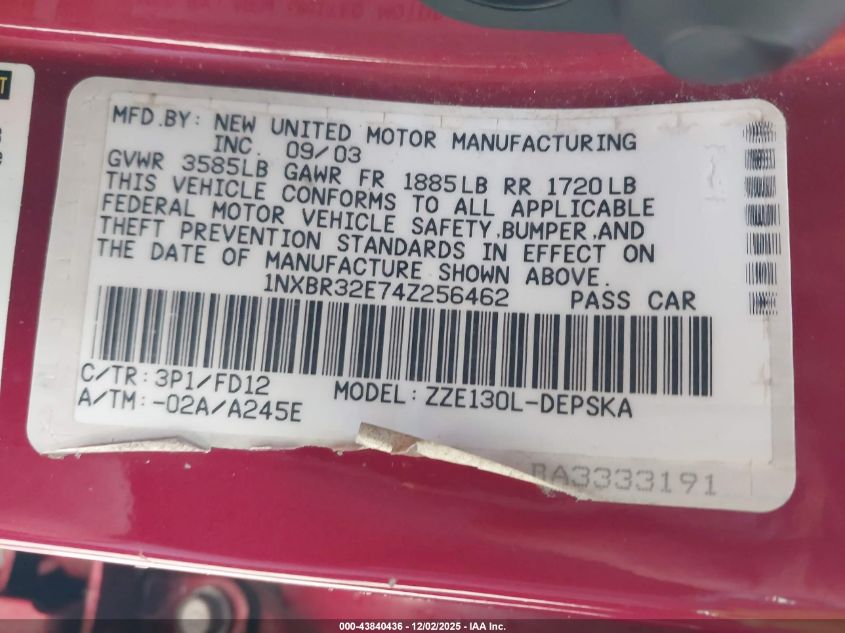 MFD.BY: NEW UNITED MOTOR MANUFACTURING
INC. 09/03
GVWR 3585LB GAWR FR 1885LB RR 1720LB
THIS VEHICLE CONFORMS TO ALL APPLICABLE
FEDERAL MOTOR VEHICLE SAFETY,BUMPER,AND
THEFT PREVENTION STANDARDS IN EFFECT ON
THE DATE OF MANUFACTURE SHOWN ABOVE.
1NXBR32E74Z256462 PASS CAR
C/TR: 3P1/FD12 MODEL: ZZE130L-DEPSKA
A/TM: -02A/A245E
BA3333191
000-43840436 - 12/02/2025 - IAA Inc.